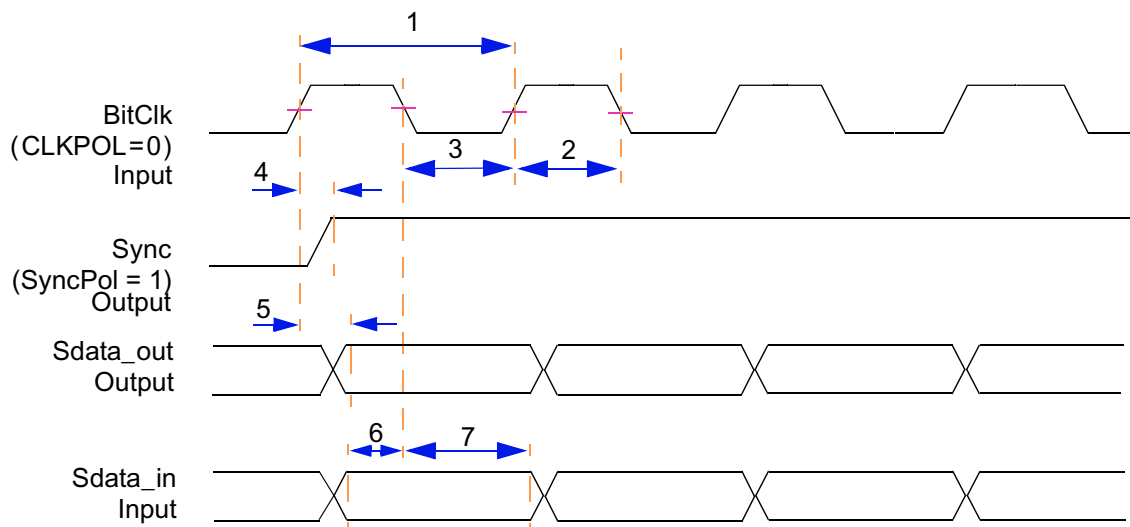 1
BitClk
(CLKPOL=0)
Input
3
2
4
Sync
(SyncPol = 1)
Output
5
Sdata_out
Output
6
7
Sdata_in
Input